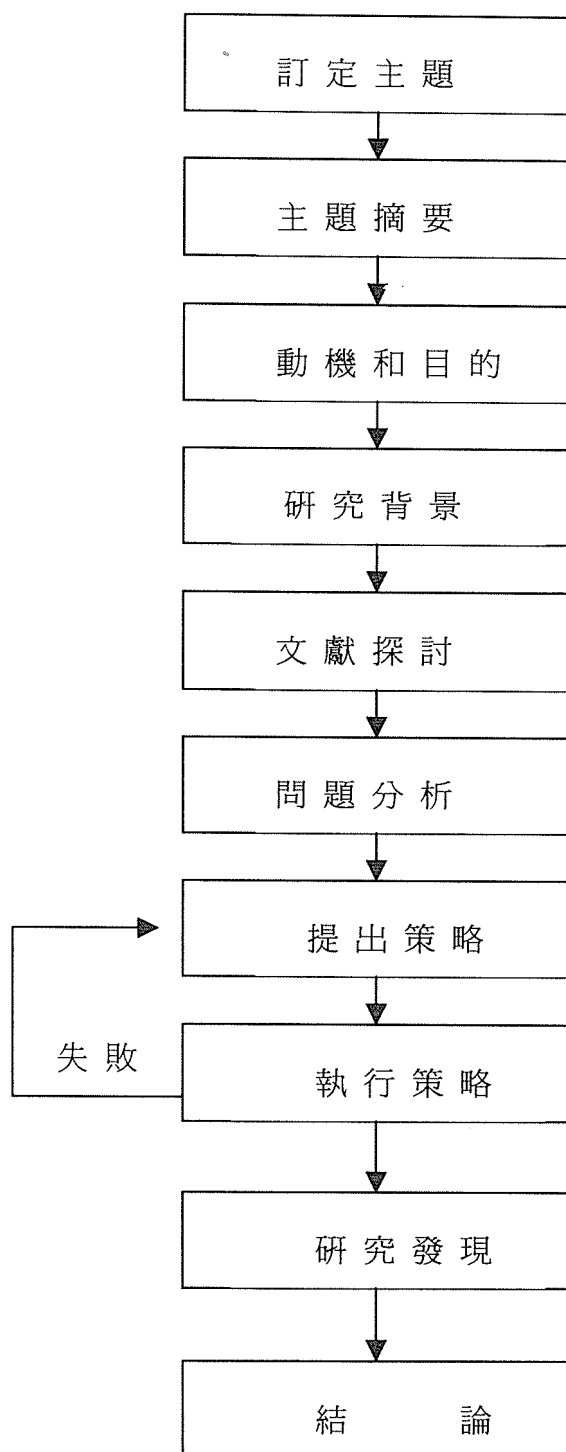 訂定主題
主題摘要
動機和目的
研究背景
文獻探討
問題分析
提出策略
失敗
執行策略
研究發現
結論